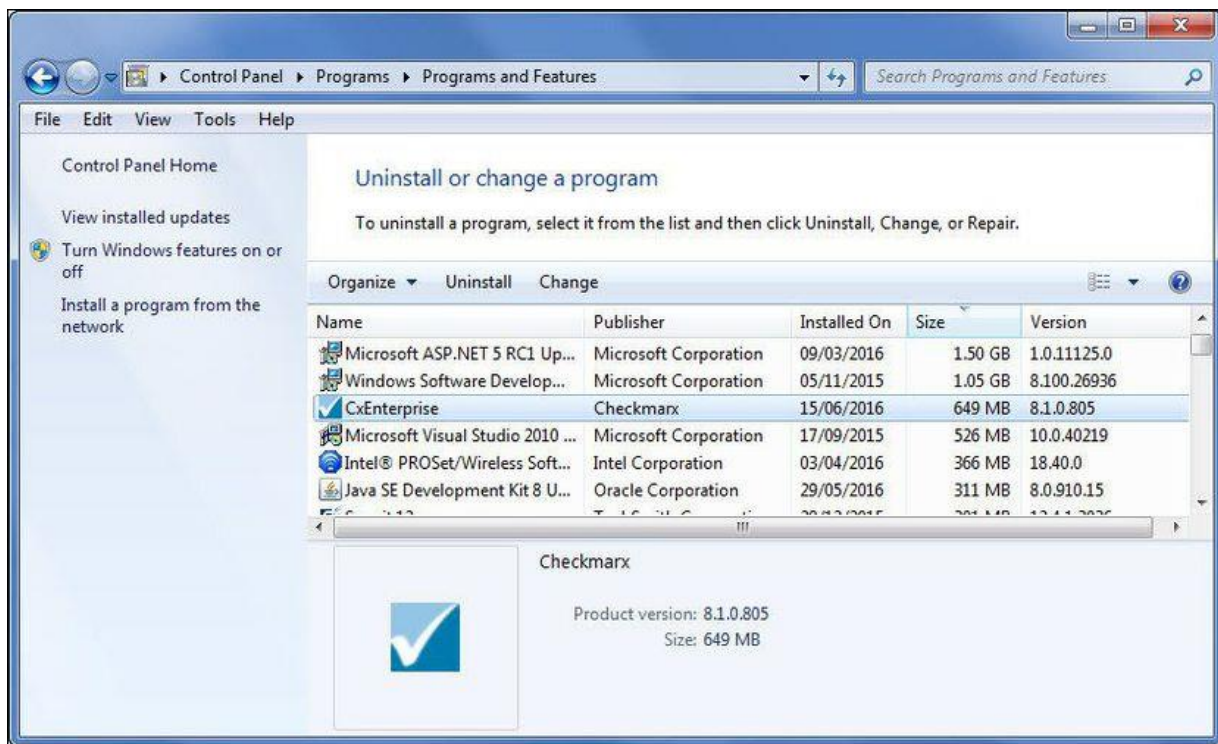 Control Panel ▸ Programs ▸ Programs and Features
Search Programs and Features
File Edit View Tools Help
Control Panel Home
View installed updates
Turn Windows features on or
off
Install a program from the
network
Uninstall or change a program
To uninstall a program, select it from the list and then click Uninstall, Change, or Repair.
Organize Uninstall Change
Name Publisher Installed On Size Version
Microsoft ASP.NET 5 RC1 Up... Microsoft Corporation 09/03/2016 1.50 GB 1.0.11125.0
Windows Software Develop... Microsoft Corporation 05/11/2015 1.05 GB 8.100.26936
CxEnterprise Checkmarx 15/06/2016 649 MB 8.1.0.805
Microsoft Visual Studio 2010 ... Microsoft Corporation 17/09/2015 526 MB 10.0.40219
Intel® PROSet/Wireless Soft... Intel Corporation 03/04/2016 366 MB 18.40.0
Java SE Development Kit 8 U... Oracle Corporation 29/05/2016 311 MB 8.0.910.15
Checkmarx
Product version: 8.1.0.805
Size: 649 MB